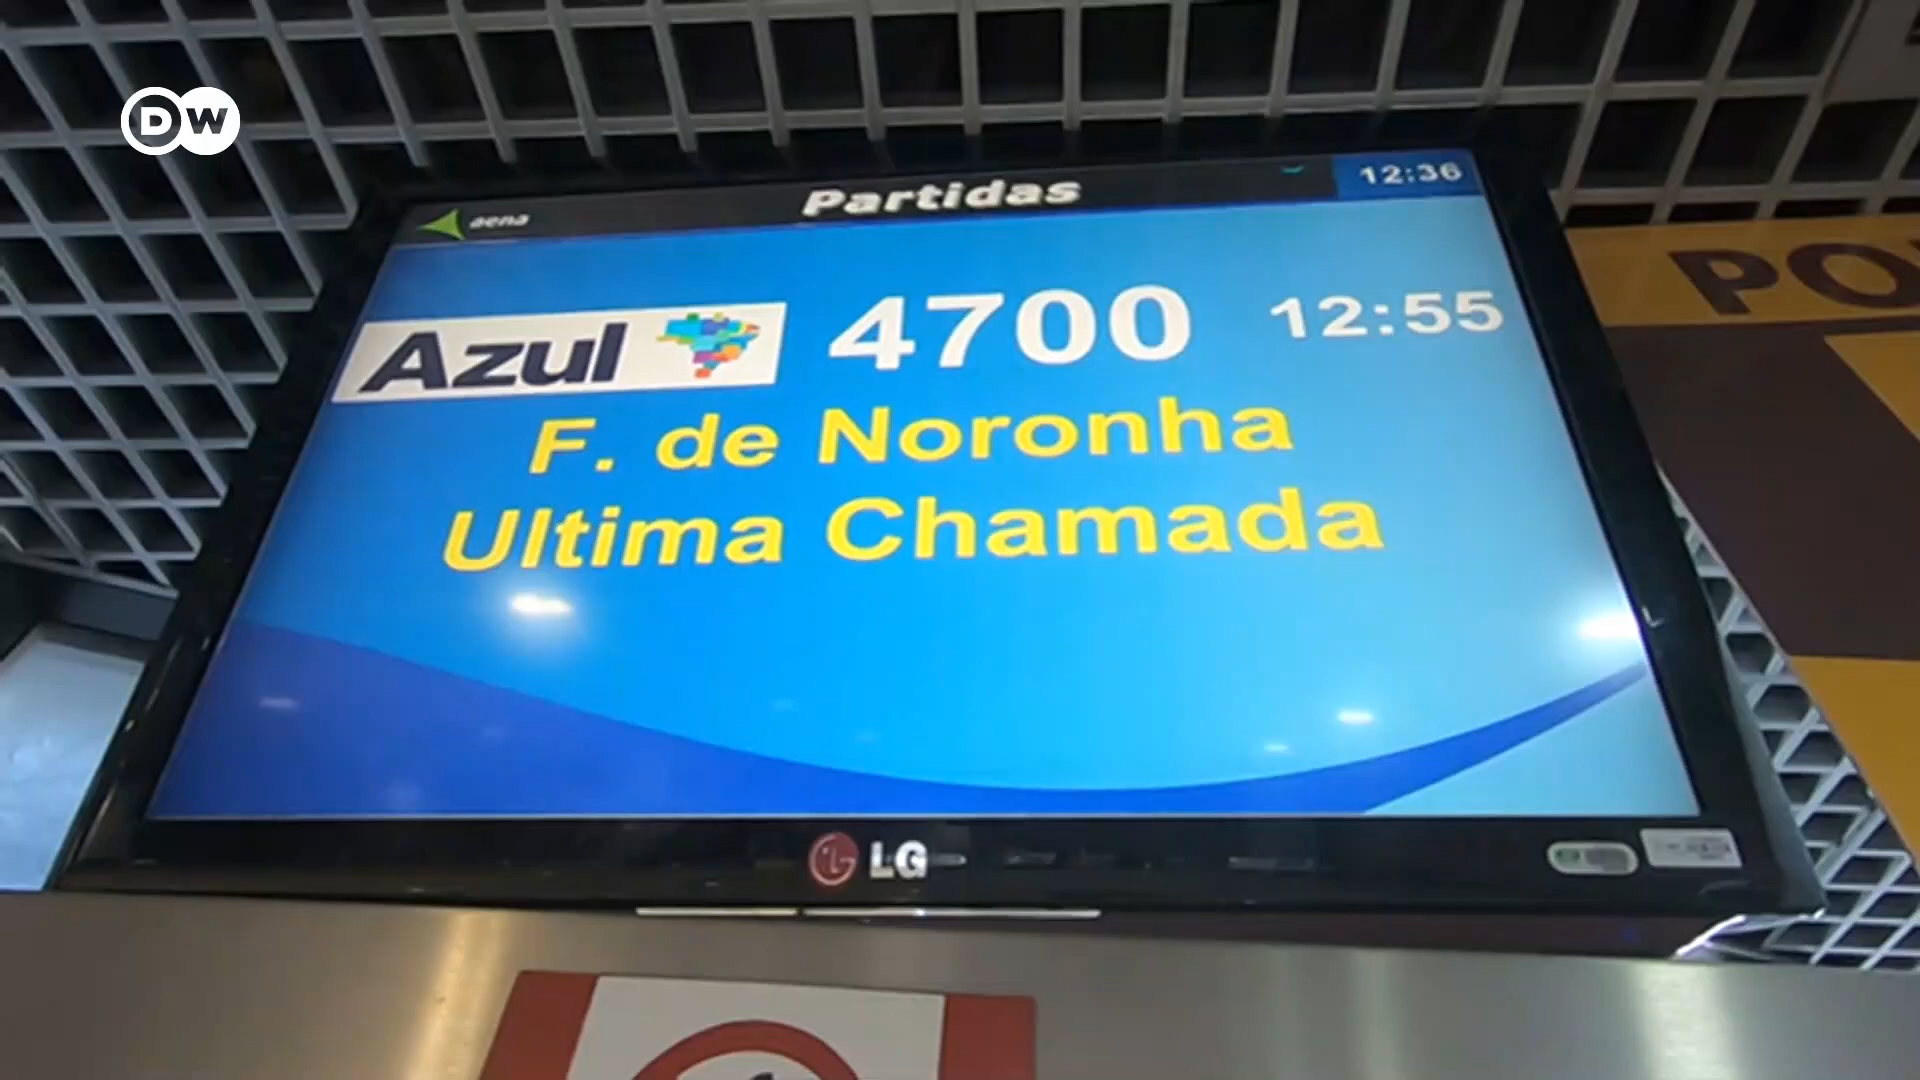 DW
aena
Partidas
12:36
Azul
4700
12:55
F. de Noronha
Ultima Chamada
LG